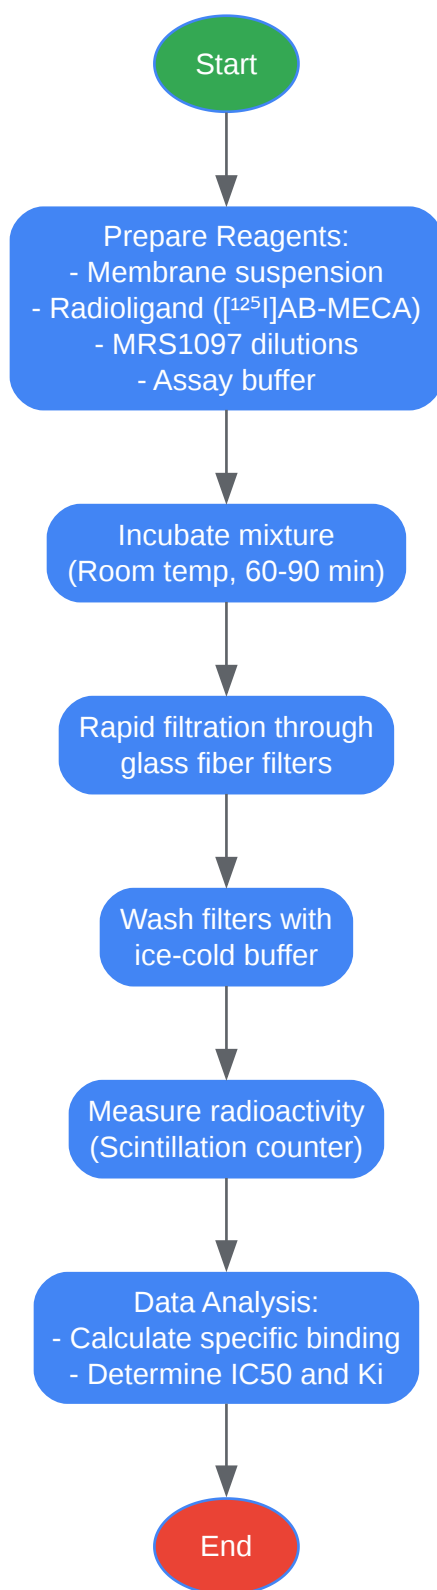 Start
Prepare Reagents:
- Membrane suspension
- Radioligand ([¹²⁵I]AB-MECA)
- MRS1097 dilutions
- Assay buffer
Incubate mixture
(Room temp, 60-90 min)
Rapid filtration through
glass fiber filters
Wash filters with
ice-cold buffer
Measure radioactivity
(Scintillation counter)
Data Analysis:
- Calculate specific binding
- Determine IC50 and Ki
End